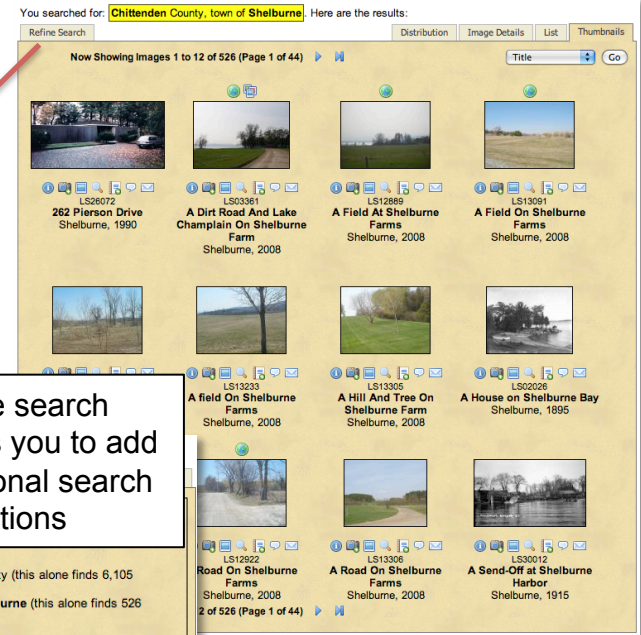 You searched for: Chittenden County, town of Shelburne. Here are the results:
Refine Search
Distribution
Image Details
List
Thumbnails
Now Showing Images 1 to 12 of 526 (Page 1 of 44)
Title
Go
LS26072
262 Pierson Drive
Shelburne, 1990
LS03361
A Dirt Road And Lake
Champlain On Shelburne
Farm
Shelburne, 2008
LS12889
A Field At Shelburne
Farms
Shelburne, 2008
LS13091
A Field On Shelburne
Farms
Shelburne, 2008
LS13233
A field On Shelburne
Farms
Shelburne, 2008
LS13305
A Hill And Tree On
Shelburne Farm
Shelburne, 2008
LS02026
A House on Shelburne Bay
Shelburne, 1895
search
you to add
onal search
tions
y (this alone finds 6,105
urne (this alone finds 526
LS12922
Road On Shelburne
Farms
Shelburne, 2008
LS13306
A Road On Shelburne
Farms
Shelburne, 2008
LS30012
A Send-Off at Shelburne
Harbor
Shelburne, 1915
2 of 526 (Page 1 of 44)